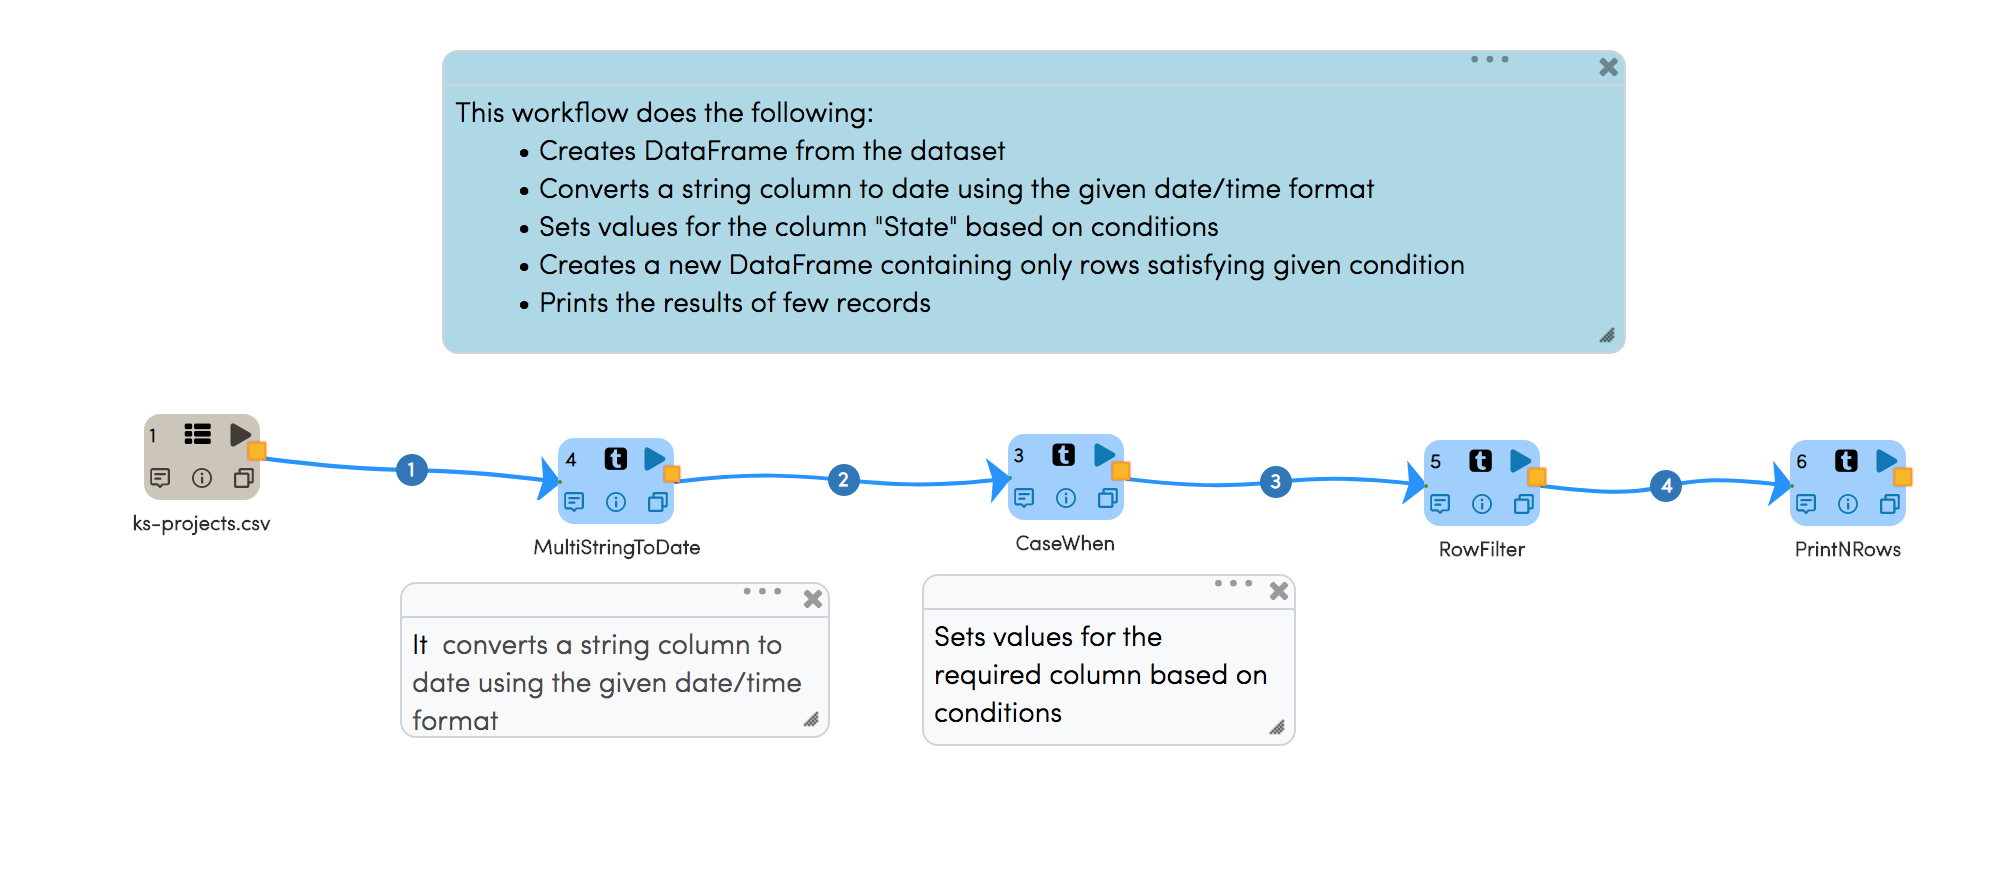 This workflow does the following:
• Creates DataFrame from the dataset
• Converts a string column to date using the given date/time format
• Sets values for the column "State" based on conditions
• Creates a new DataFrame containing only rows satisfying given condition
• Prints the results of few records
1
ks-projects.csv
1
4
MultiStringToDate
2
3
CaseWhen
3
5
RowFilter
4
6
PrintNRows
It converts a string column to
date using the given date/time
format
Sets values for the
required column based on
conditions